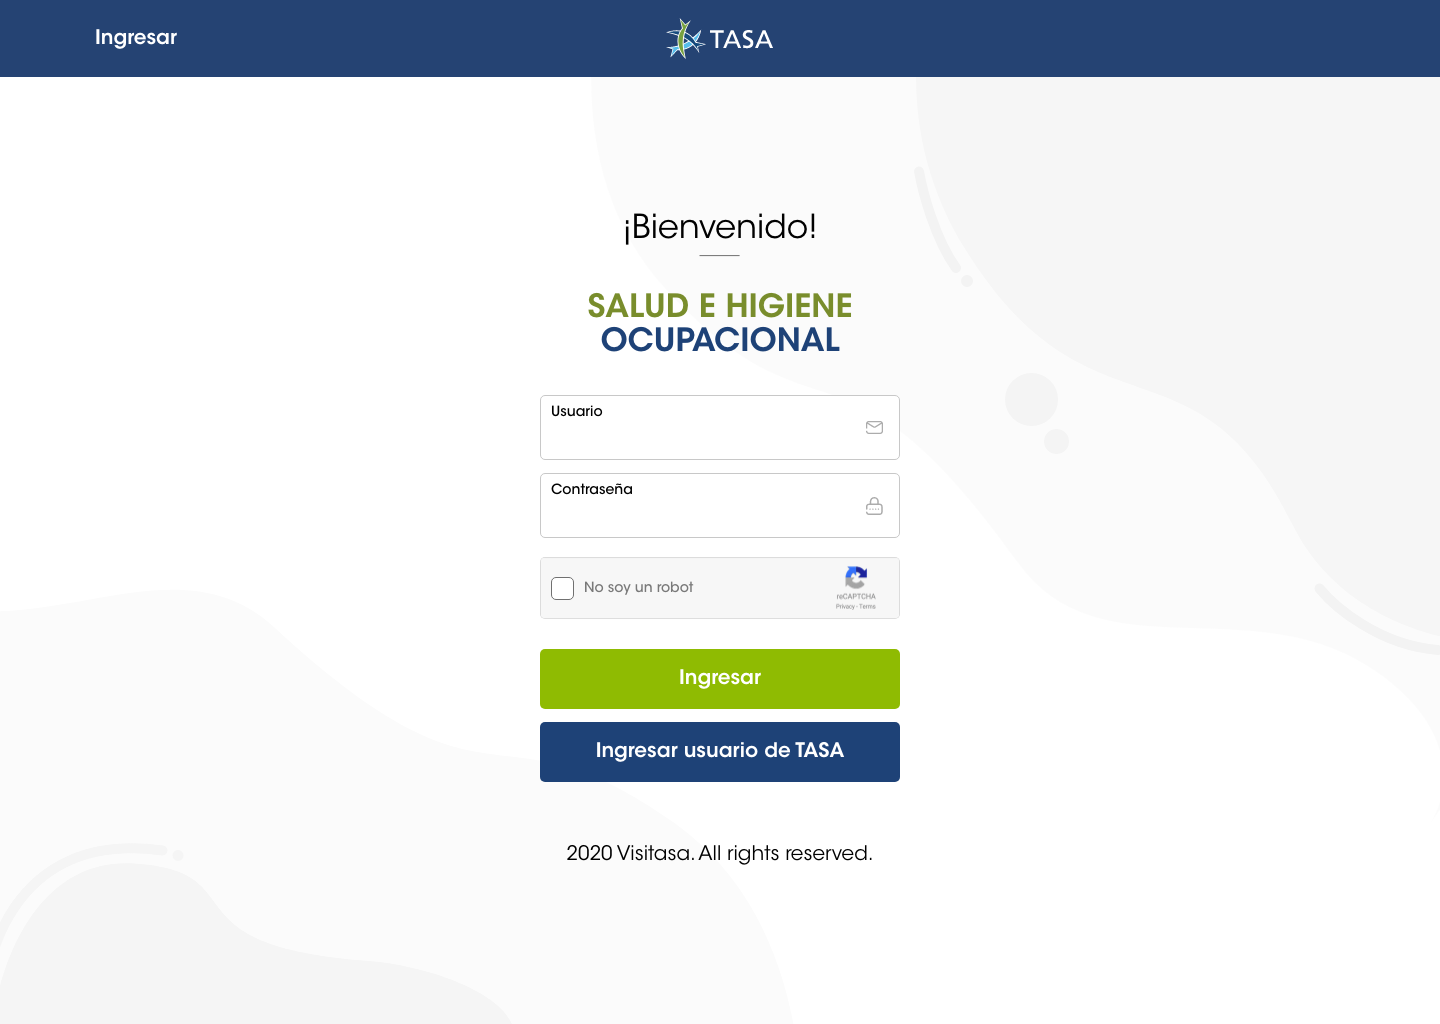 Ingresar
TASA
¡Bienvenido!
SALUD E HIGIENE
OCUPACIONAL
Usuario
Contraseña
No soy un robot
reCAPTCHA
Privacy - Terms
Ingresar
Ingresar usuario de TASA
2020 Visitasa. All rights reserved.